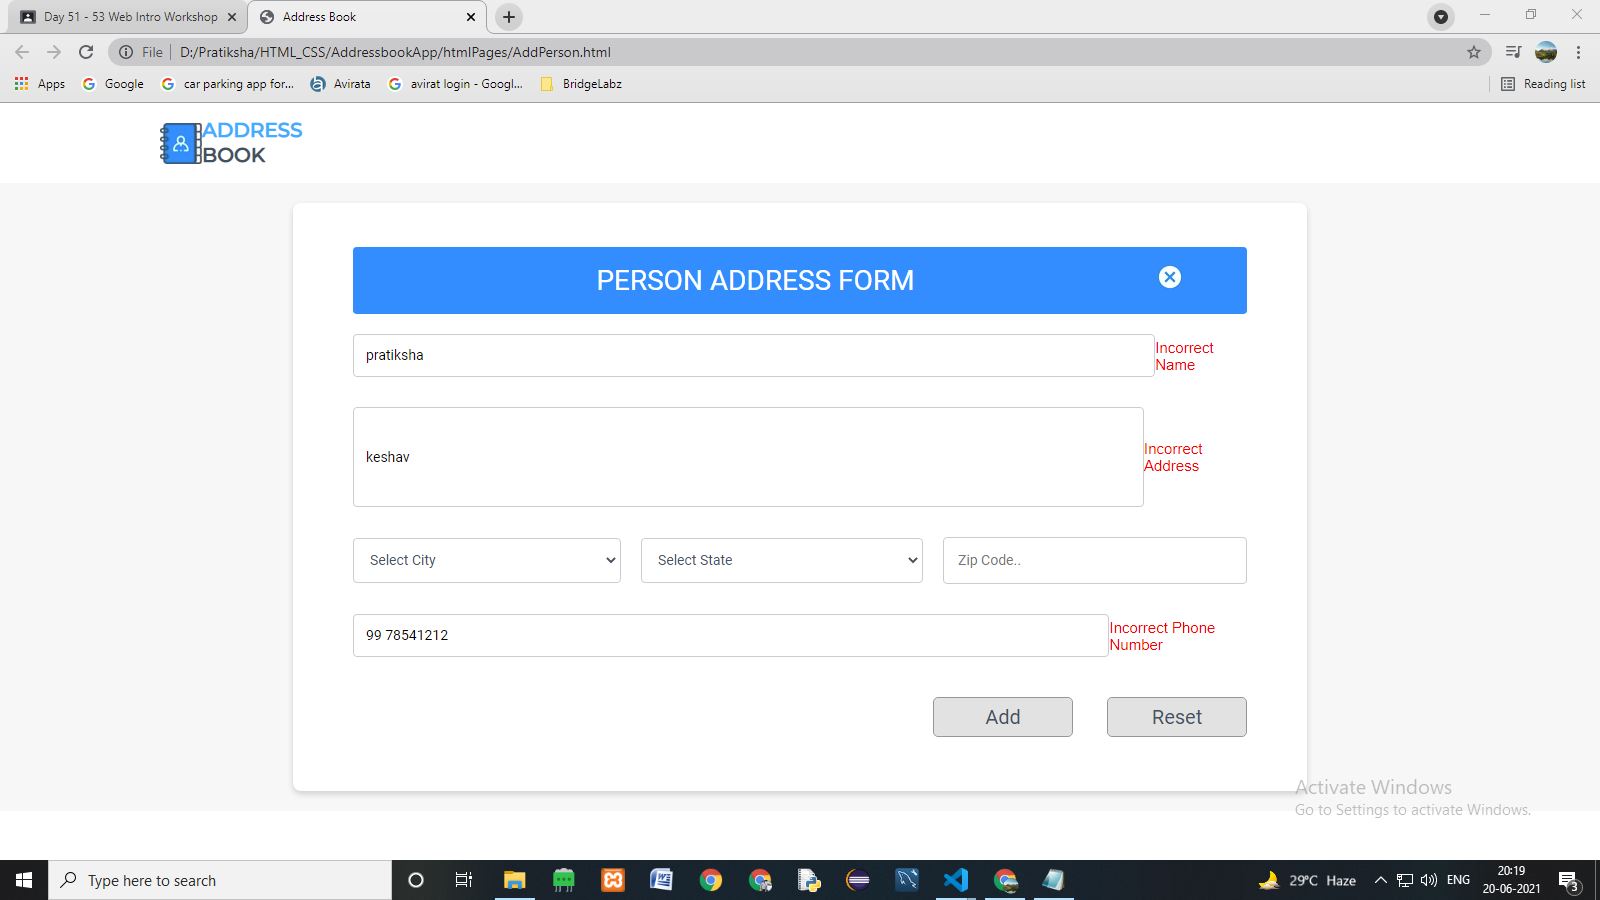 Day 51 - 53 Web Intro Workshop
Address Book
File
D:/Pratiksha/HTML_CSS/AddressbookApp/htmlPages/AddPerson.html
Apps
Google
car parking app for...
Avirata
avirat login - Googl...
BridgeLabz
Reading list
ADDRESS
BOOK
PERSON ADDRESS FORM
pratiksha
Incorrect
Name
keshav
Incorrect
Address
Select City
Select State
Zip Code..
99 78541212
Incorrect Phone
Number
Add
Reset
Activate Windows
Go to Settings to activate Windows.
Type here to search
29°C Haze
ENG
20:19
20-06-2021
3